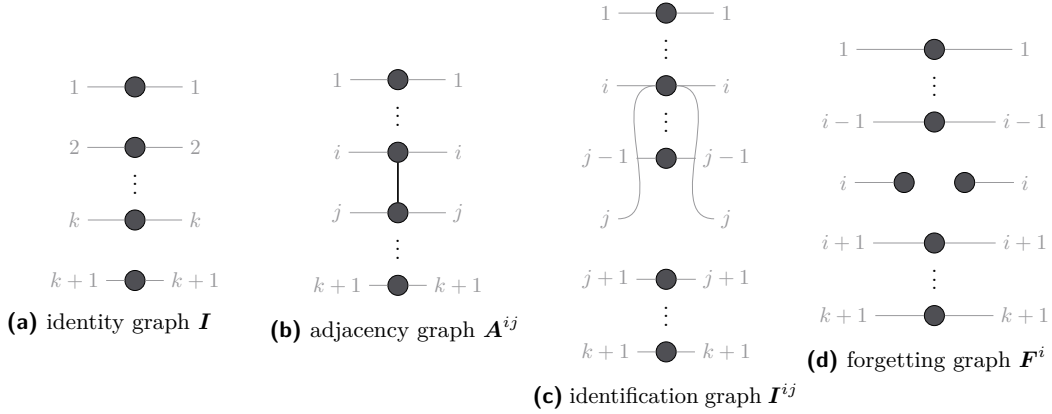 1 1
2 2
⋮
k k
k + 1 k + 1
(a) identity graph I
1 1
⋮
i i
j j
⋮
k + 1 k + 1
(b) adjacency graph A^{ij}
1 1
⋮
i i
⋮
j − 1 j − 1
j j
j + 1 j + 1
⋮
k + 1 k + 1
(c) identification graph I^{ij}
1 1
⋮
i − 1 i − 1
i i
i + 1 i + 1
⋮
k + 1 k + 1
(d) forgetting graph F^i